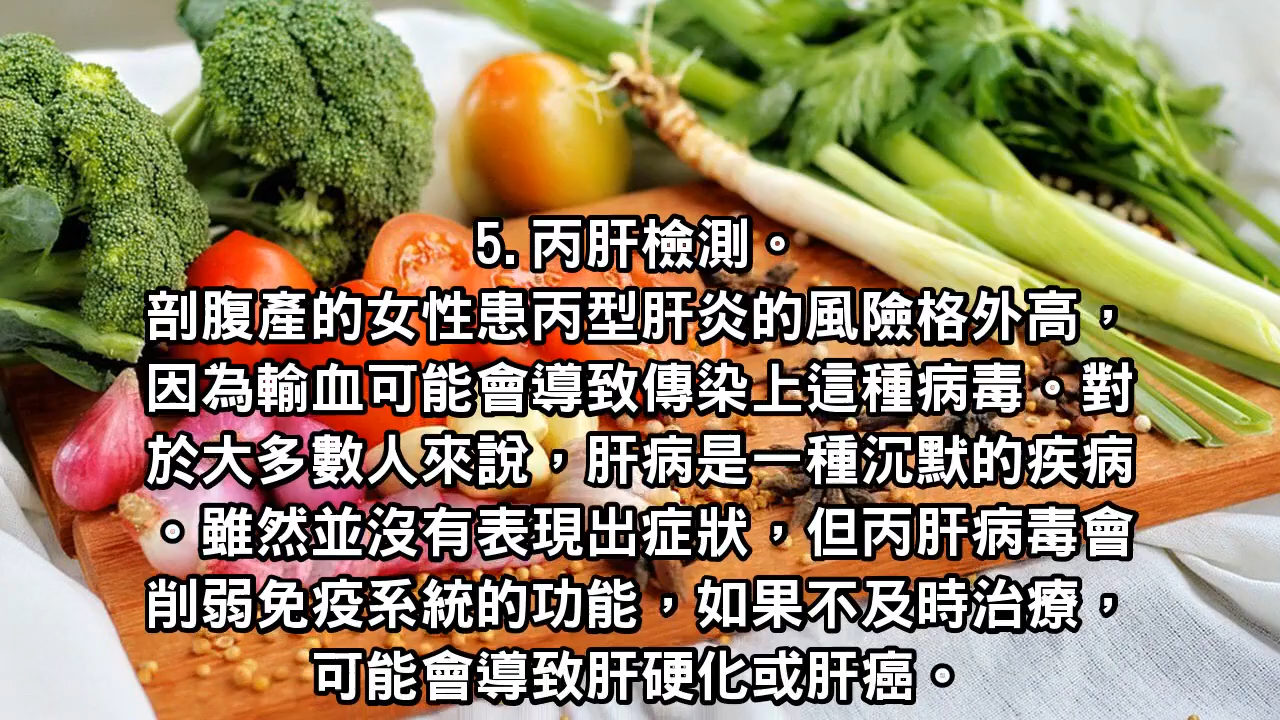 5.丙肝檢測。
剖腹產的女性患丙型肝炎的風險格外高，
因為輸血可能會導致傳染上這種病毒。對
於大多數人來說，肝病是一種沉默的疾病
。雖然並沒有表現出症狀，但丙肝病毒會
削弱免疫系統的功能，如果不及時治療，
可能會導致肝硬化或肝癌。